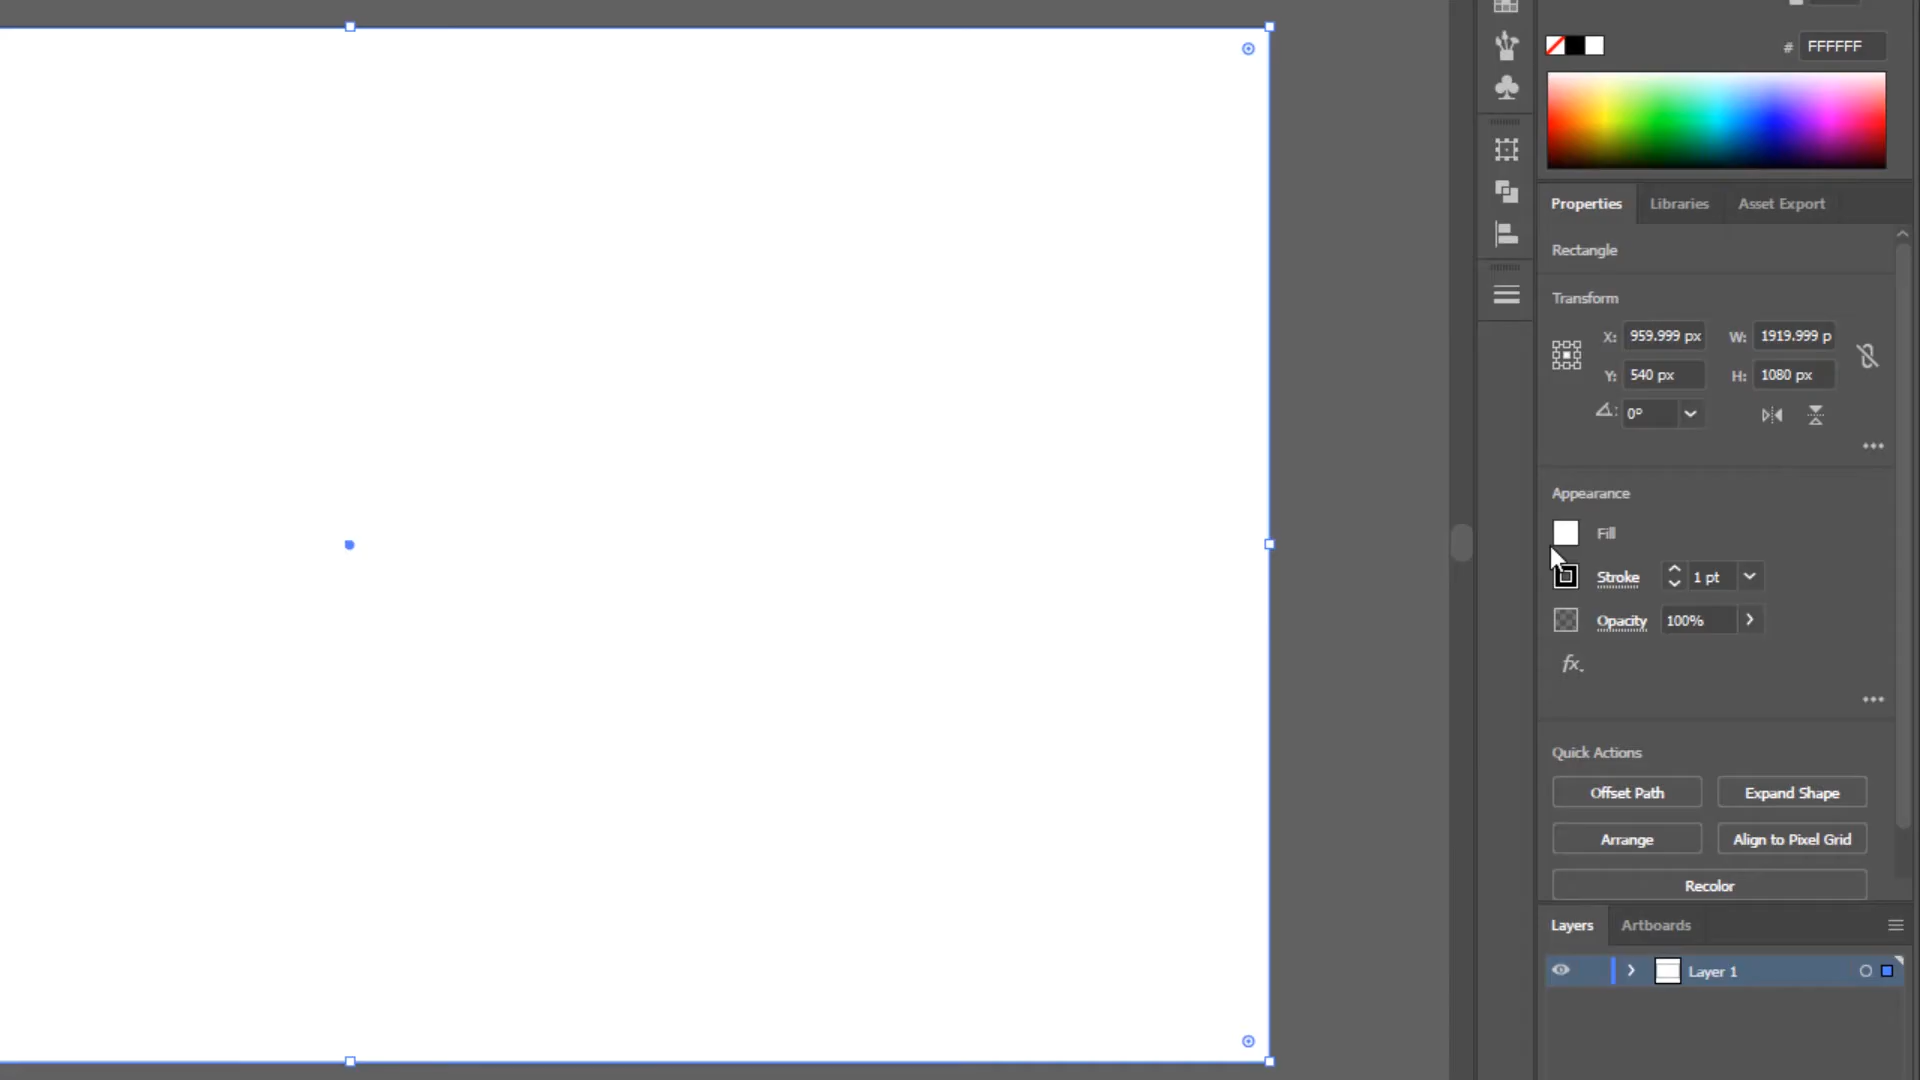 # FFFFFF
Properties Libraries Asset Export
Rectangle
Transform
X: 959.999 px W: 1919.999 p
Y: 540 px H: 1080 px
0°
Appearance
Fill
Stroke 1 pt
Opacity 100%
fx.
Quick Actions
Offset Path Expand Shape
Arrange Align to Pixel Grid
Recolor
Layers Artboards
Layer 1